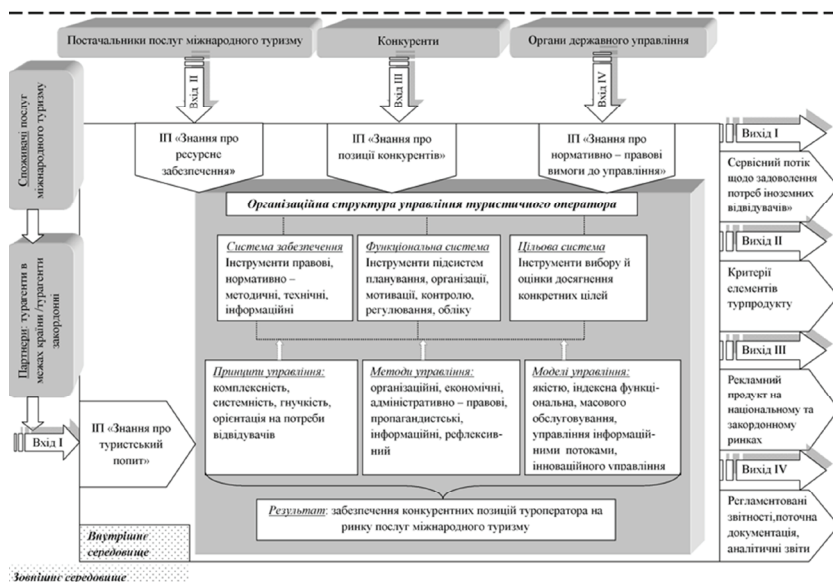 Постачальники послуг міжнародного туризму
Конкуренти
Органи державного управління
Вхід II
Вхід III
Вхід IV
Споживачі послуг
міжнародного туризму
Партнери: турагенти в
межах країни /турагенти
закордонні
Вхід I
ІП «Знання про
ресурсне
забезпечення»
ІП «Знання про
позиції конкурентів»
ІП «Знання про
нормативно – правові
вимоги до управління»
ІП «Знання про
туристський
попит»
Організаційна структура управління туристичного оператора
Система забезпечення
Інструменти правові,
нормативно –
методичні, технічні,
інформаційні
Функціональна система
Інструменти підсистем
планування, організації,
мотивації, контролю,
регулювання, обліку
Цільова система
Інструменти вибору й
оцінки досягнення
конкретних цілей
Принципи управління:
комплексність,
системність, гнучкість,
орієнтація на потреби
відвідувачів
Методи управління:
організаційні, економічні,
адміністративно – правові,
пропагандистські,
інформаційні, рефлексив-
ний
Моделі управління:
якістю, індексна функці-
ональна, масового
обслуговування,
управління інформацій-
ними потоками,
інноваційного управління
Результат: забезпечення конкурентних позицій туроператора на
ринку послуг міжнародного туризму
Вихід I
Сервісний потік
щодо задоволення
потреб іноземних
відвідувачів»
Вихід II
Критерії
елементів
турпродукту
Вихід III
Рекламний
продукт на
національному та
закордонному
ринках
Вихід IV
Регламентовані
звітності,поточна
документація,
аналітичні звіти
Внутрішнє
середовище
Зовнішнє середовище